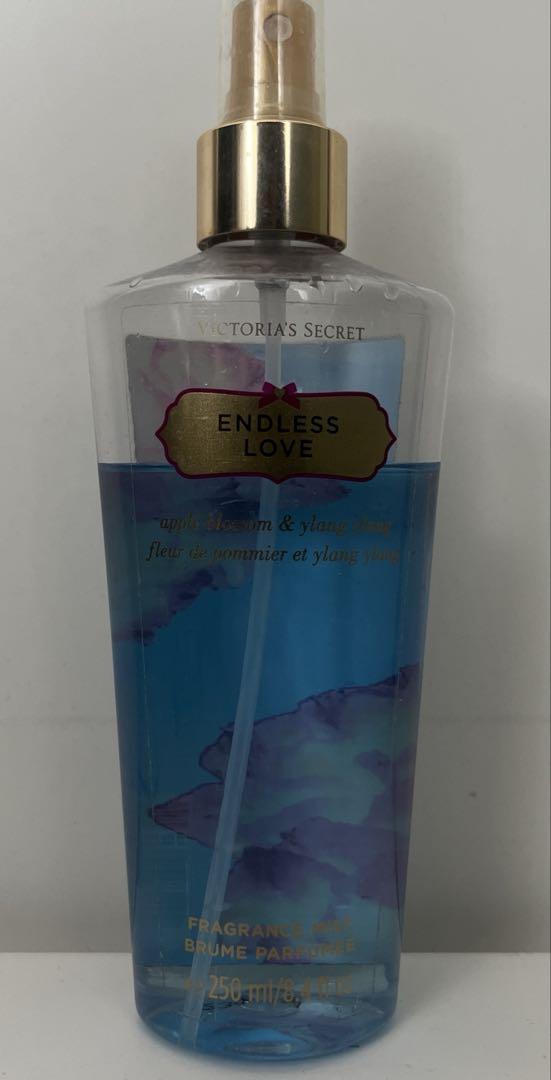 VICTORIA'S SECRET
ENDLESS
LOVE
apple blossom & ylang ylang
fleur de pommier et ylang ylang
FRAGRANCE MIST
BRUME PARFUMÉE
250 ml/8.4 fl oz